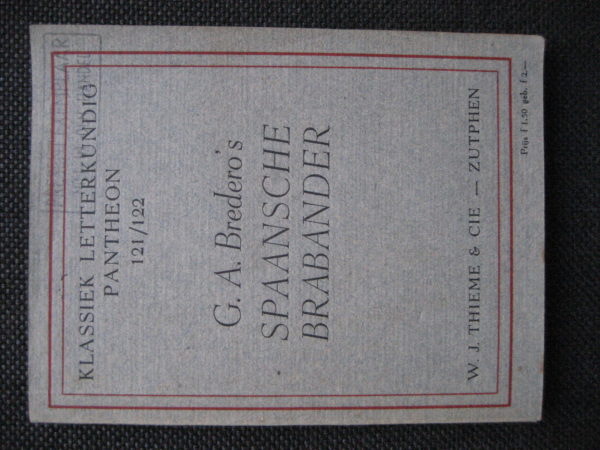 KLASSIEK LETTERKUNDIG
PANTHEON
121/122
G. A. Bredero's
SPAANSCHE
BRABANDER
W. J. THIEME & CIE — ZUTPHEN
Prijs f 1.50 geb. f 2.—